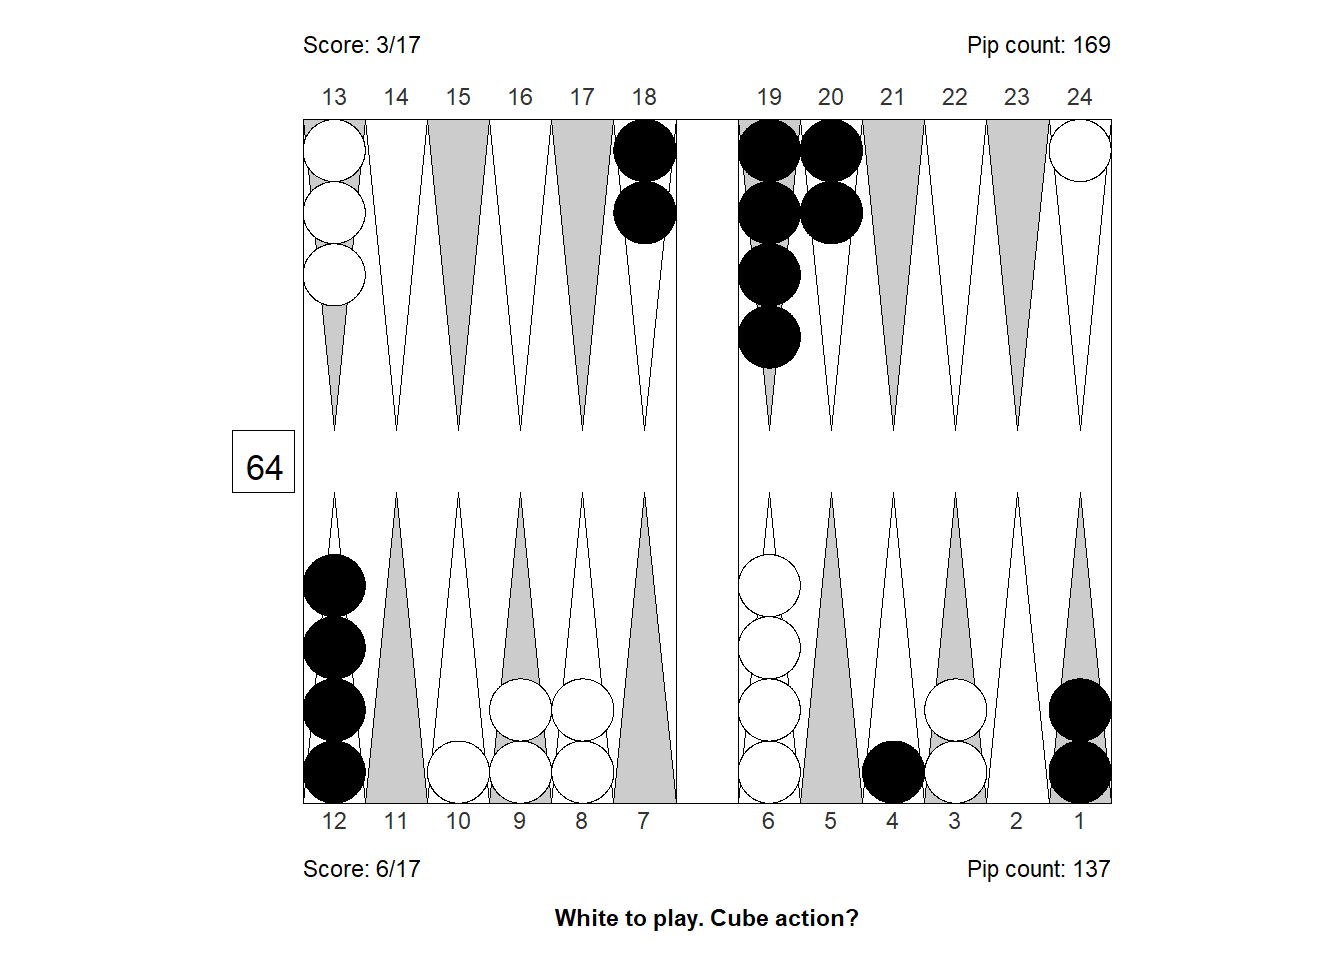 Score: 3/17 Pip count: 169
13 14 15 16 17 18 19 20 21 22 23 24
64
12 11 10 9 8 7 6 5 4 3 2 1
Score: 6/17 Pip count: 137
White to play. Cube action?